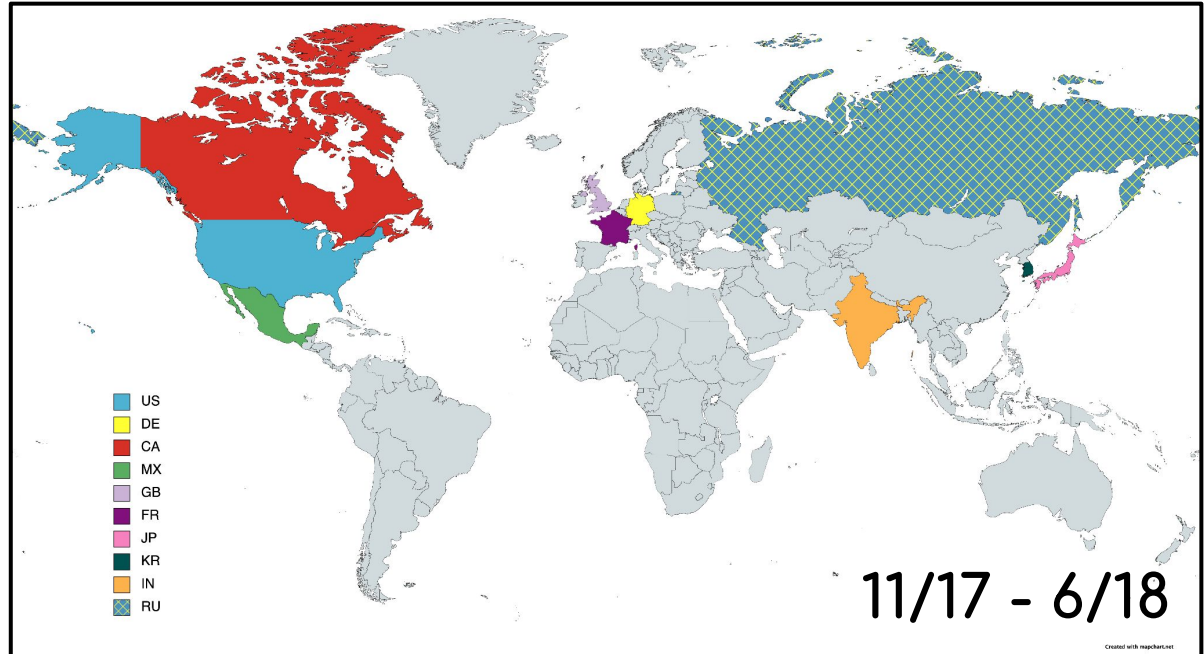 US
DE
CA
MX
GB
FR
JP
KR
IN
RU
11/17 - 6/18
Created with mapchart.net